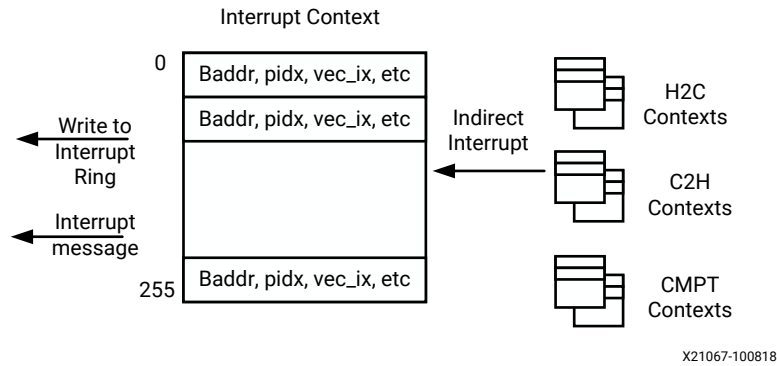 Interrupt Context
0
Baddr, pidx, vec_ix, etc
Baddr, pidx, vec_ix, etc
Baddr, pidx, vec_ix, etc
255
Write to
Interrupt
Ring
Interrupt
message
Indirect
Interrupt
H2C
Contexts
C2H
Contexts
CMPT
Contexts
X21067-100818